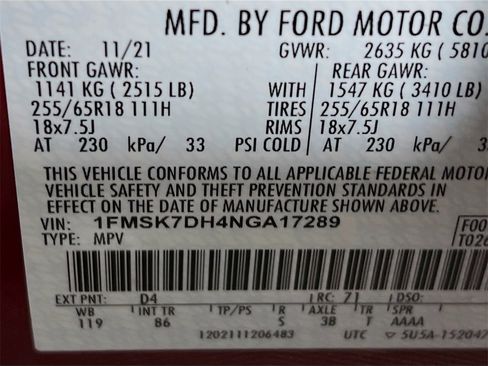 MFD. BY FORD MOTOR CO.
DATE: 11/21 GVWR: 2635 KG ( 5810
FRONT GAWR: REAR GAWR:
1141 KG ( 2515 LB) WITH 1547 KG ( 3410 LB)
255/65R18 111H TIRES 255/65R18 111H
18x7.5J RIMS 18x7.5J
AT 230 kPa/ 33 PSI COLD AT 230 kPa/
THIS VEHICLE CONFORMS TO ALL APPLICABLE FEDERAL MOTOR
VEHICLE SAFETY AND THEFT PREVENTION STANDARDS IN
EFFECT ON THE DATE OF MANUFACTURE SHOWN ABOVE.
VIN: 1FMSK7DH4NGA17289
TYPE: MPV
EXT PNT: D4 RC: 71 DSO:
WB INT TR TP/PS R AXLE TR SPR
119 86 S 3B T AAAA
1202111206483 UTC 5U5A-15204